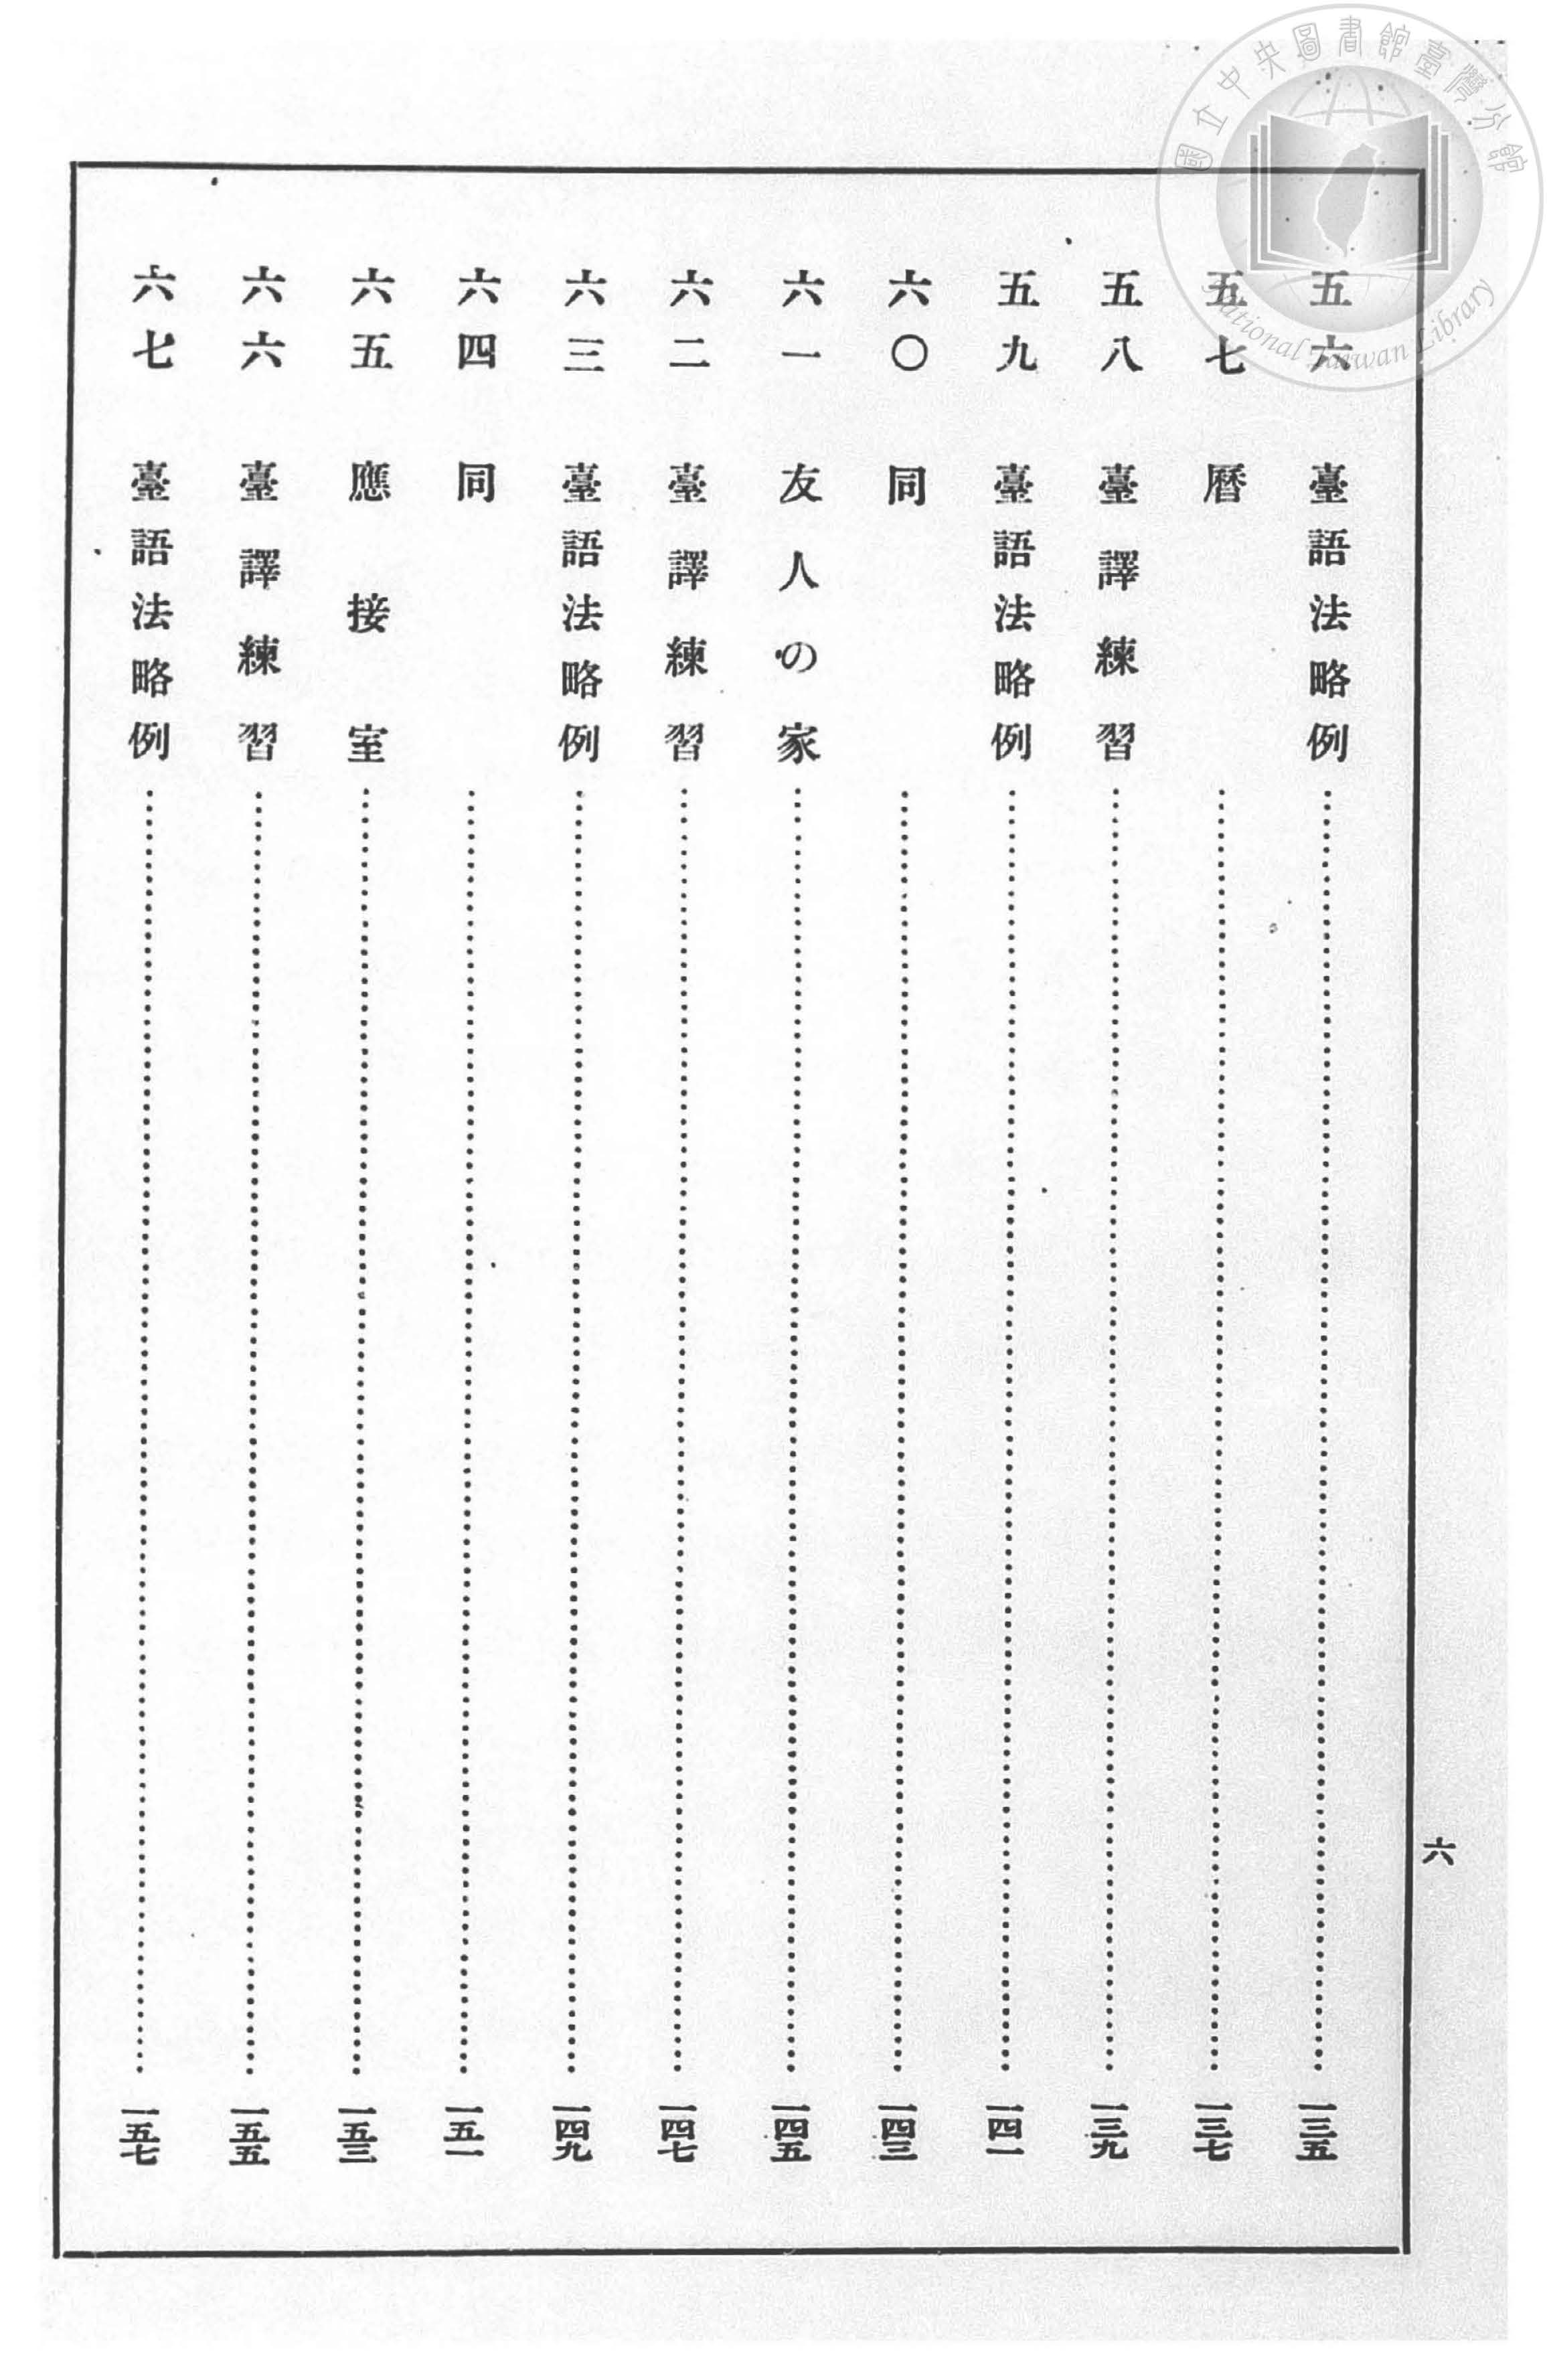 五六 臺語法略例 一三五
五七 曆 一三七
五八 臺譯練習 一三九
五九 臺語法略例 一四一
六〇 同 一四三
六一 友人の家 一四五
六二 臺譯練習 一四七
六三 臺語法略例 一四九
六四 同 一五一
六五 應接室 一五三
六六 臺譯練習 一五五
六七 臺語法略例 一五七
六
國立中央圖書館臺灣分館
National Taiwan Library